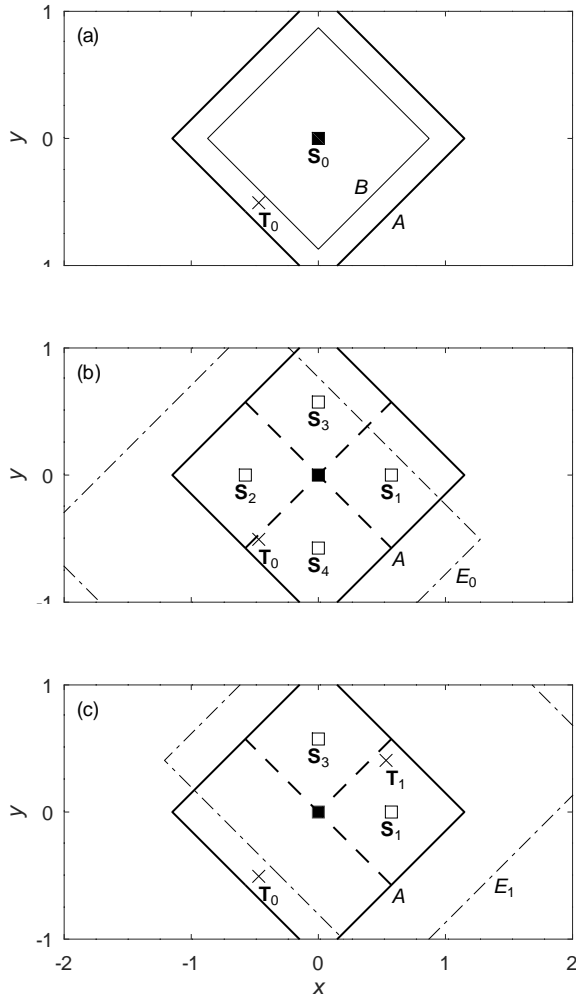 1
(a)
y
0
S₀
B
T₀
A
1
1
(b)
S₃
y
0
S₂
S₁
T₀
S₄
A
E₀
-1
1
(c)
S₃
T₁
y
0
S₁
T₀
A
E₁
-1
-2 -1 0 1 2
x